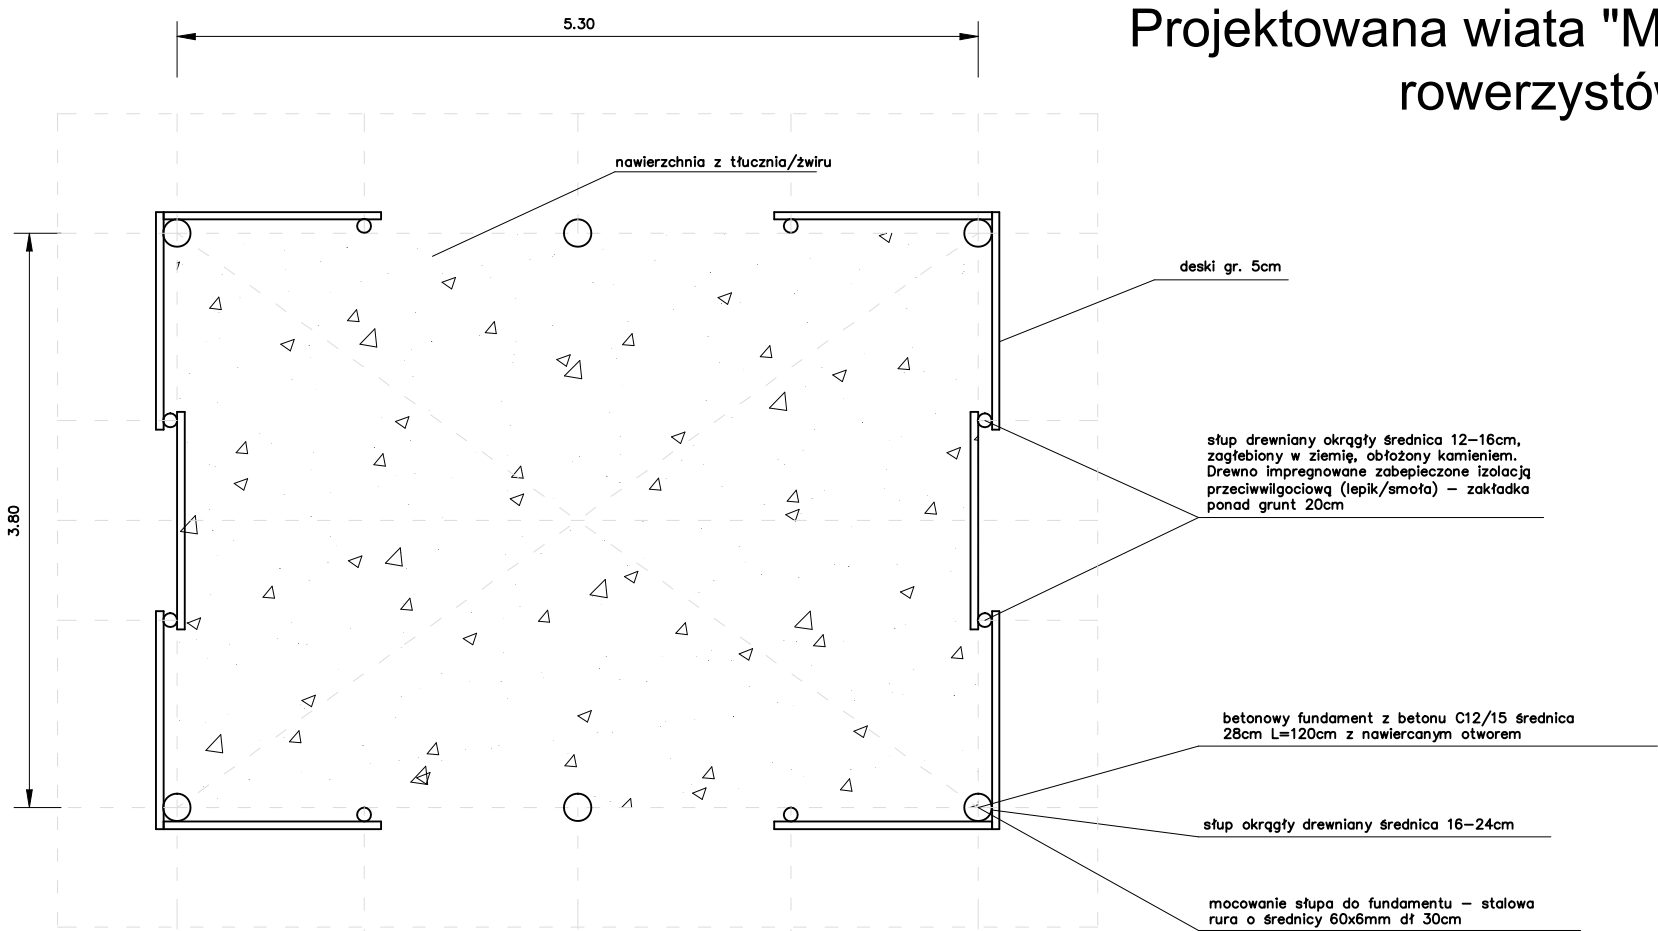 Projektowana wiata "M
rowerzystów
5.30
nawierzchnia z tłucznia/żwiru
deski gr. 5cm
3.80
słup drewniany okrągły średnica 12–16cm,
zagłębiony w ziemię, obłożony kamieniem.
Drewno impregnowane zabepieczone izolacją
przeciwwilgociową (lepik/smoła) – zakładka
ponad grunt 20cm
betonowy fundament z betonu C12/15 średnica
28cm L=120cm z nawiercanym otworem
słup okrągły drewniany średnica 16–24cm
mocowanie słupa do fundamentu – stalowa
rura o średnicy 60x6mm dł 30cm